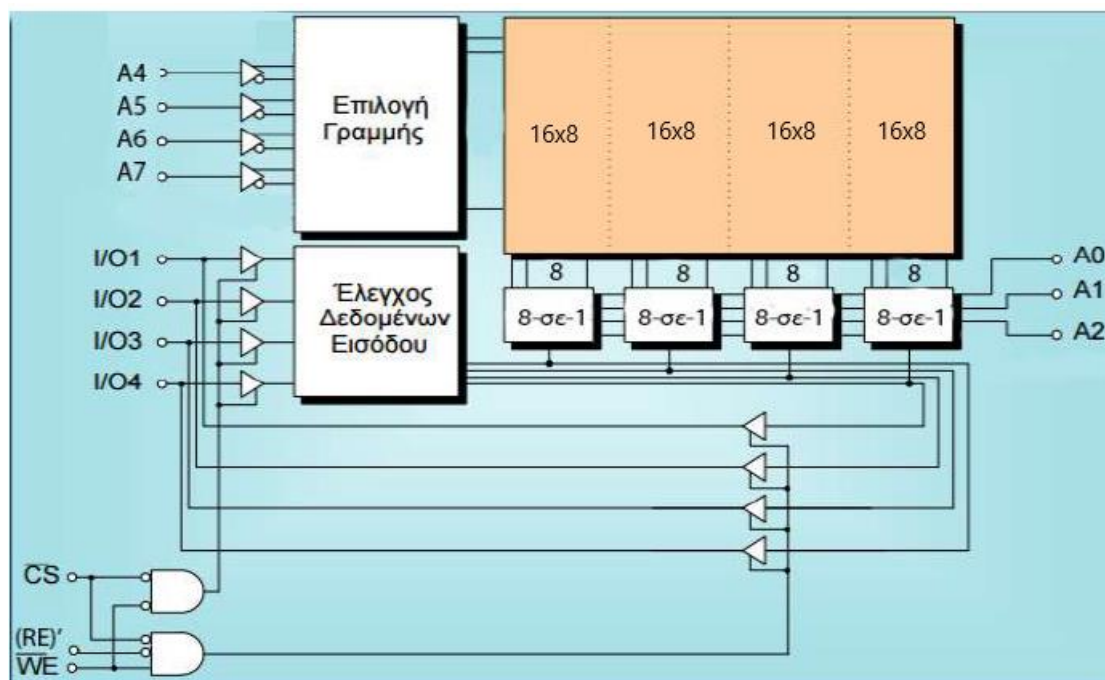 A4
A5
A6
A7
Επιλογή
Γραμμής
16x8
16x8
16x8
16x8
I/O1
I/O2
I/O3
I/O4
Έλεγχος
Δεδομένων
Εισόδου
8
8
8
8
8-σε-1
8-σε-1
8-σε-1
8-σε-1
A0
A1
A2
CS
(RE)'
WE